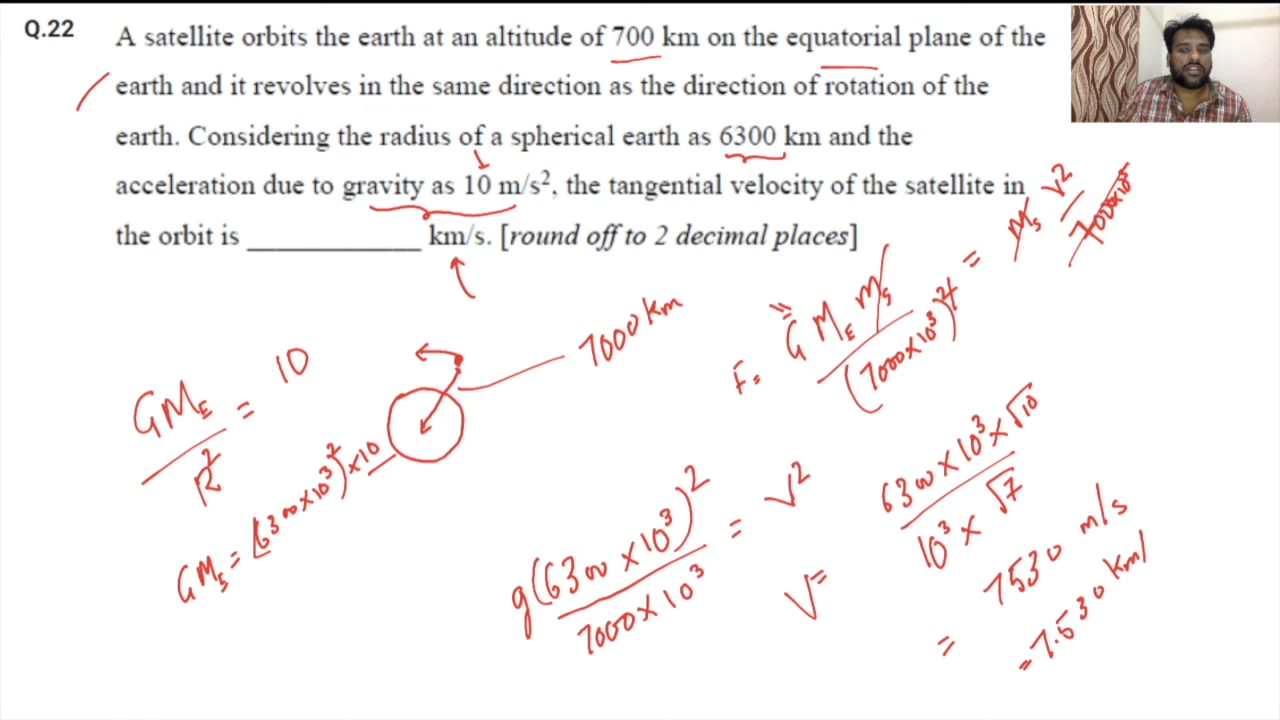 Q.22
A satellite orbits the earth at an altitude of 700 km on the equatorial plane of the
earth and it revolves in the same direction as the direction of rotation of the
earth. Considering the radius of a spherical earth as 6300 km and the
acceleration due to gravity as 10 m/s², the tangential velocity of the satellite in
the orbit is ____________ km/s. [round off to 2 decimal places]
GM_E / R² = 10
GM_E = (6300×10³)² ×10
7000 km
F = G M_E M_s / (7000×10³)² = M_s V² / 7000×10³
g(6300×10³)² / 7000×10³ = V²
V = 6300×10³×√10 / 10³×√7
= 7530 m/s
= 7.530 km/